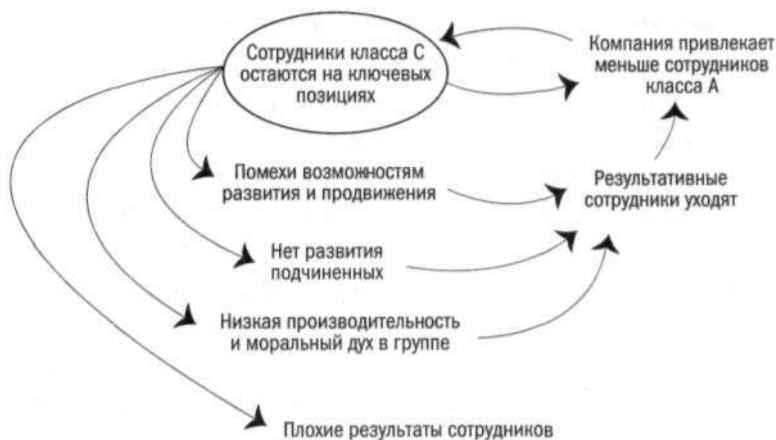 Сотрудники класса С
остаются на ключевых
позициях
Компания привлекает
меньше сотрудников
класса А
Помехи возможностям
развития и продвижения
Результативные
сотрудники уходят
Нет развития
подчиненных
Низкая производительность
и моральный дух в группе
Плохие результаты сотрудников